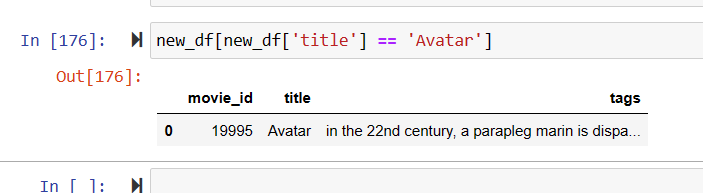 In [176]: new_df[new_df['title'] == 'Avatar']
Out[176]:
movie_id title tags
0 19995 Avatar in the 22nd century, a parapleg marin is dispa...
In [ ]: